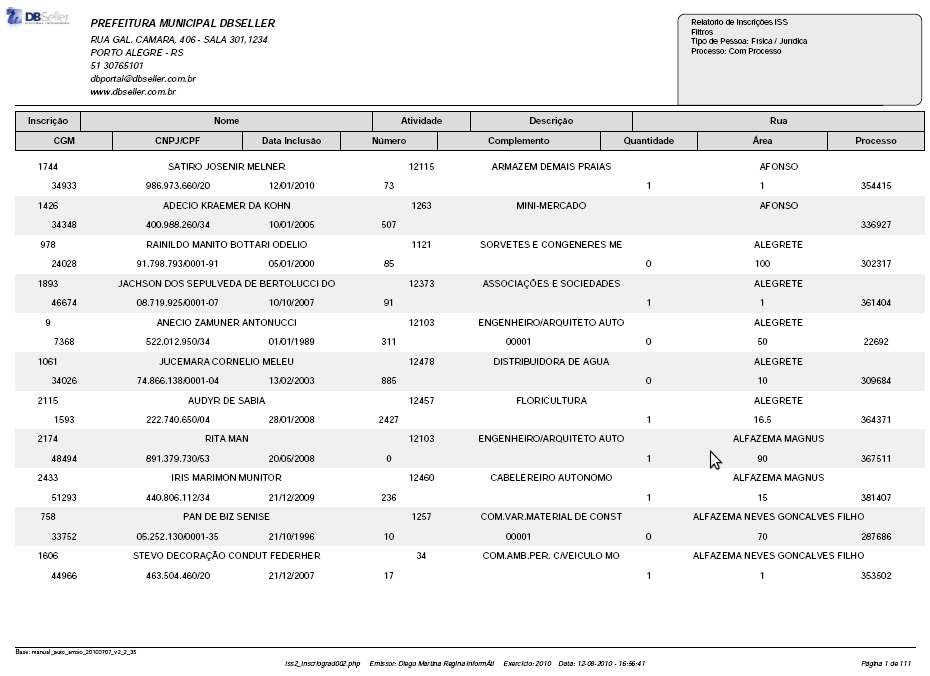 DBSeller
PREFEITURA MUNICIPAL DBSELLER
RUA GAL. CAMARA, 406 - SALA 301,1234
PORTO ALEGRE - RS
51 30765101
dbportal@dbseller.com.br
www.dbseller.com.br
Relatorio de Inscrições ISS
Filtros
Tipo de Pessoa: Física / Jurídica
Processo: Com Processo
Inscrição Nome Atividade Descrição Rua
CGM CNPJ/CPF Data Inclusão Número Complemento Quantidade Área Processo
1744 SATIRO JOSENIR MELNER 12115 ARMAZEM DEMAIS PRAIAS AFONSO
34933 986.973.660/20 12/01/2010 73 1 1 354415
1426 ADECIO KRAEMER DA KOHN 1263 MINI-MERCADO AFONSO
34348 400.988.260/34 10/01/2005 507 336927
978 RAINILDO MANITO BOTTARI ODELIO 1121 SORVETES E CONGENERES ME ALEGRETE
24028 91.798.793/0001-91 05/01/2000 85 0 100 302317
1893 JACHSON DOS SEPULVEDA DE BERTOLUCCI DO 12373 ASSOCIAÇÕES E SOCIEDADES ALEGRETE
46674 08.719.925/0001-07 10/10/2007 91 1 1 361404
9 ANECIO ZAMUNER ANTONUCCI 12103 ENGENHEIRO/ARQUITETO AUTO ALEGRETE
7368 522.012.950/34 01/01/1989 311 00001 0 50 22692
1061 JUCEMARA CORNELIO MELEU 12478 DISTRIBUIDORA DE AGUA ALEGRETE
34026 74.866.138/0001-04 13/02/2003 885 0 10 309684
2115 AUDYR DE SABIA 12457 FLORICULTURA ALEGRETE
1593 222.740.650/04 28/01/2008 2427 1 16.5 364371
2174 RITA MAN 12103 ENGENHEIRO/ARQUITETO AUTO ALFAZEMA MAGNUS
48494 891.379.730/53 20/05/2008 0 1 90 367511
2433 IRIS MARIMON MUNITOR 12460 CABELEREIRO AUTONOMO ALFAZEMA MAGNUS
51293 440.806.112/34 21/12/2009 236 1 15 381407
758 PAN DE BIZ SENISE 1257 COM.VAR.MATERIAL DE CONST ALFAZEMA NEVES GONCALVES FILHO
33752 05.252.130/0001-35 21/10/1996 10 00001 0 70 287686
1606 STEVO DECORAÇÃO CONDUT FEDERHER 34 COM.AMB.PER. C/VEICULO MO ALFAZEMA NEVES GONCALVES FILHO
44966 463.504.460/20 21/12/2007 17 1 1 353502
Base: manual_auto_arroio_20100707_v2_2_35
iss2_inscriograd002.php Emissor: Diego Martina Regina InformÃti Exercício: 2010 Data: 12-08-2010 - 16:56:41 Página 1 de 111